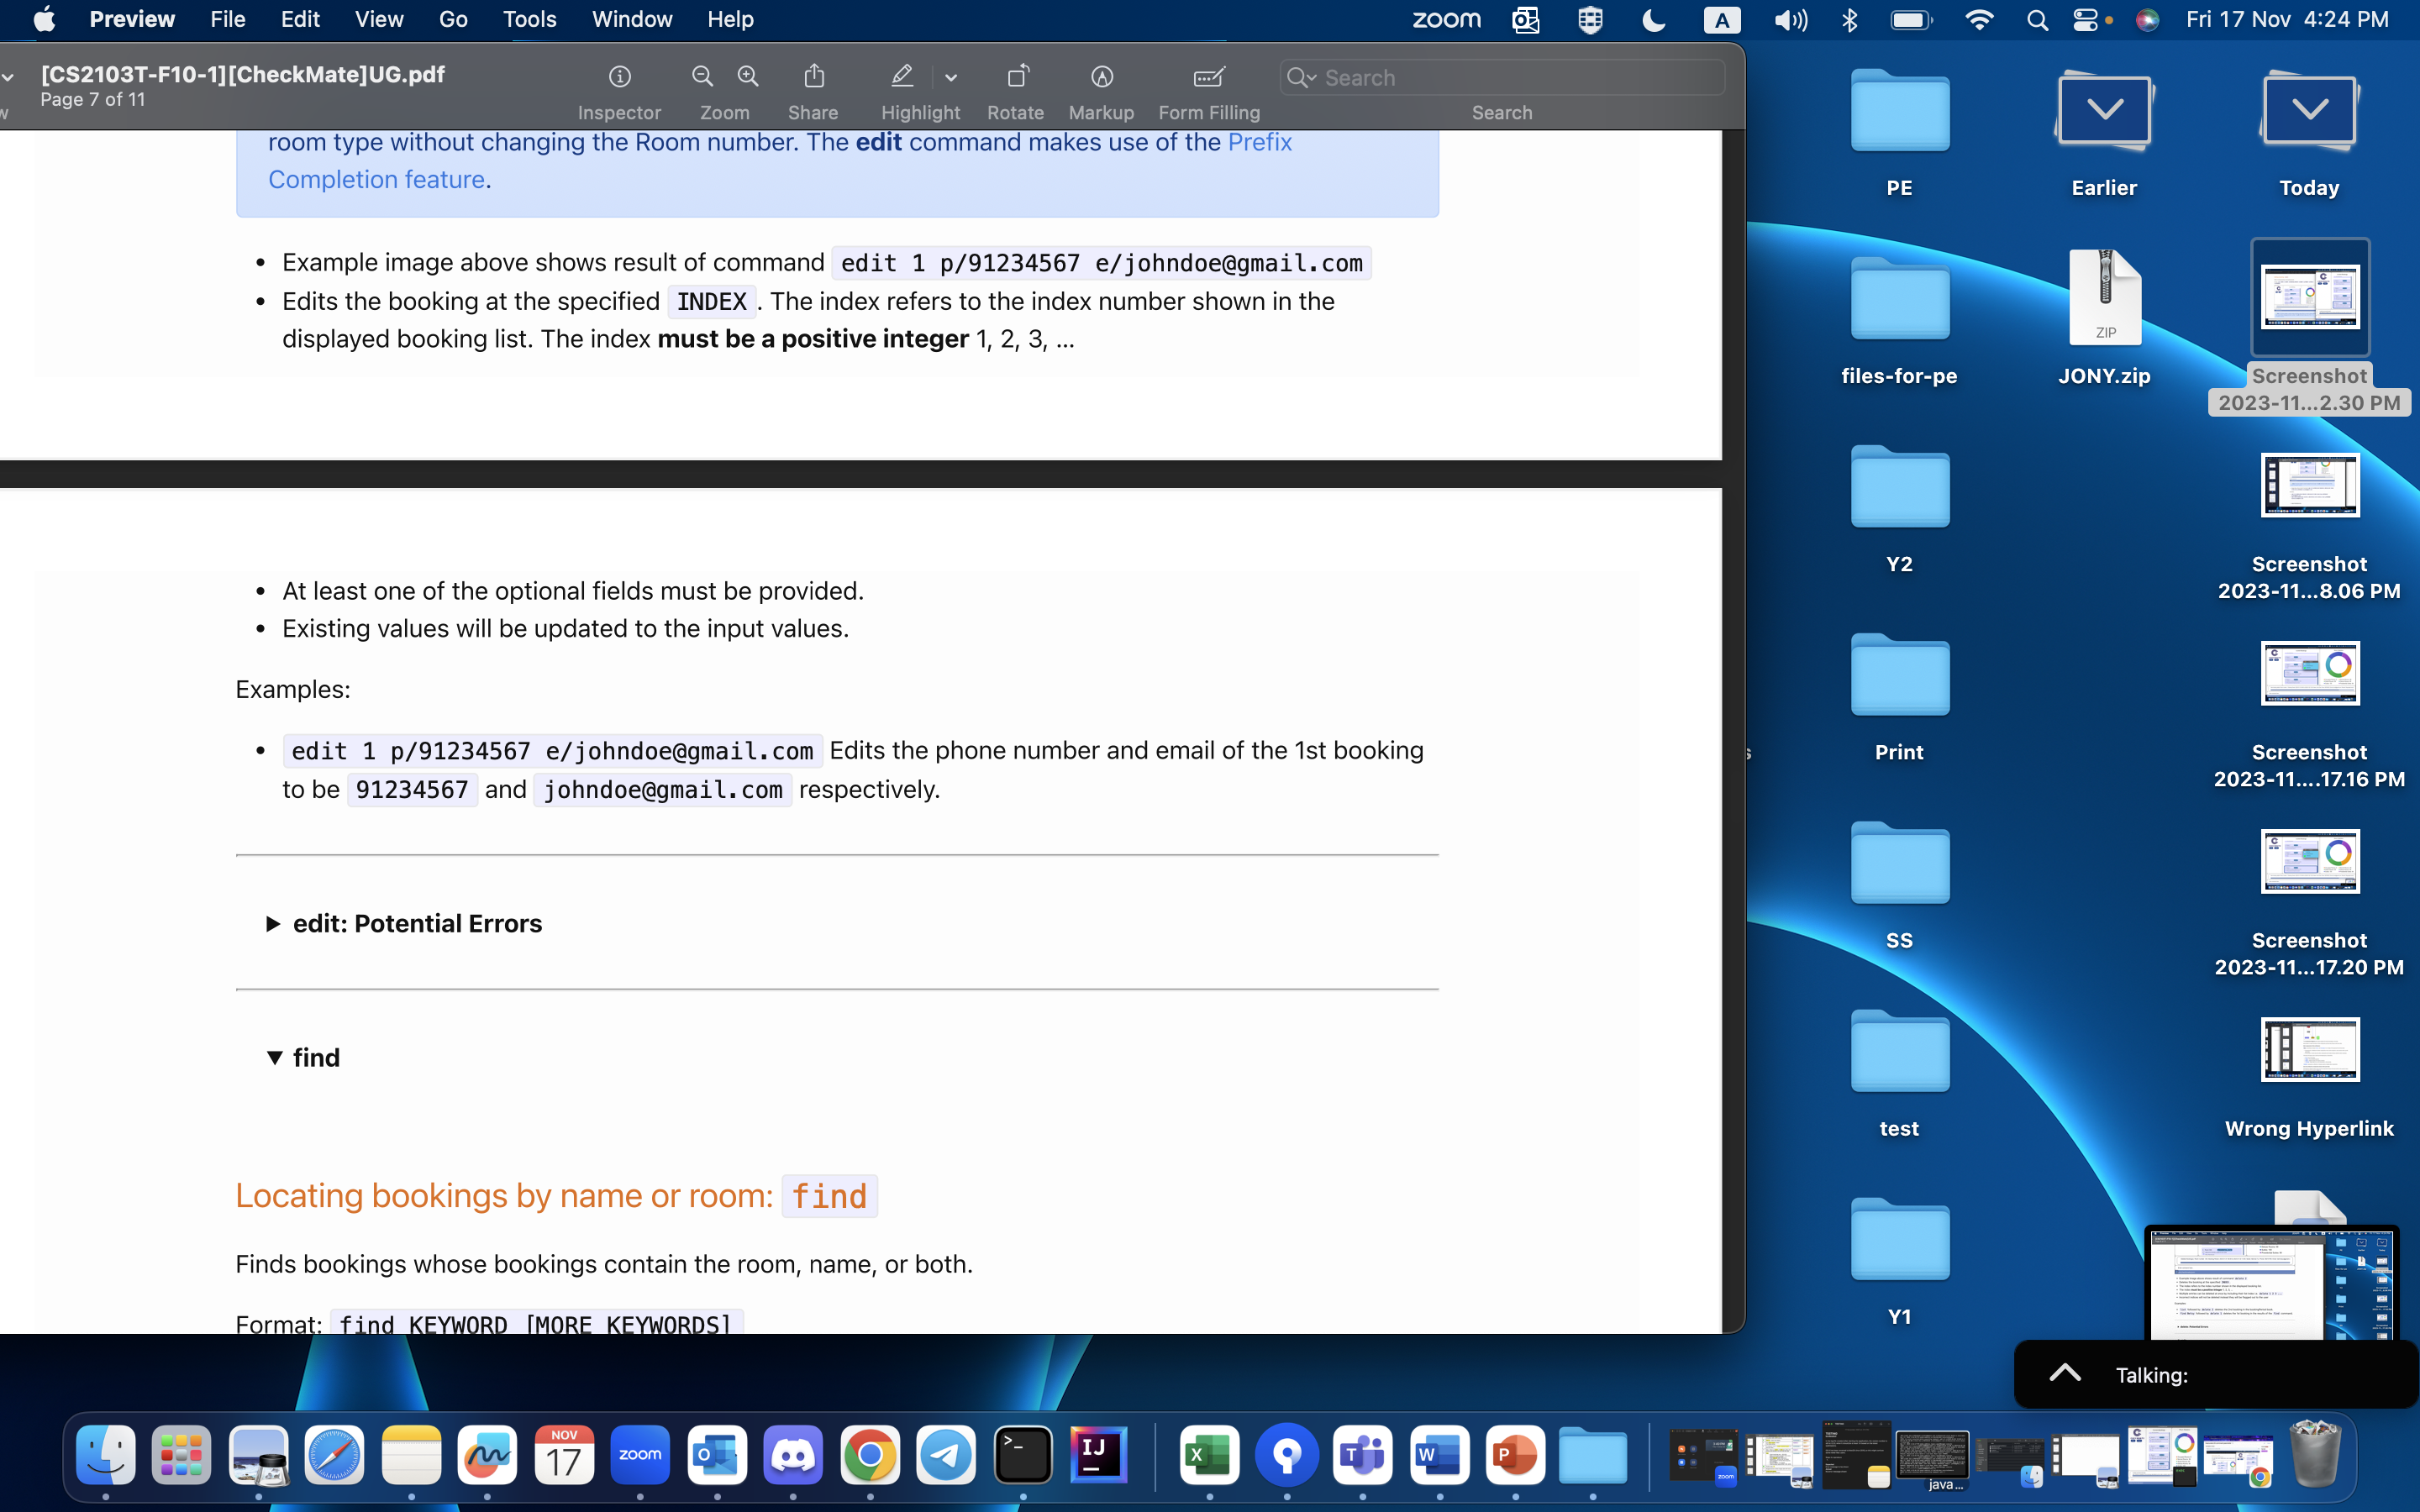 Preview File Edit View Go Tools Window Help
zoom A Fri 17 Nov 4:24 PM
[CS2103T-F10-1][CheckMate]UG.pdf
Page 7 of 11
Inspector Zoom Share Highlight Rotate Markup Form Filling Search
Search
room type without changing the Room number. The edit command makes use of the Prefix
Completion feature.
• Example image above shows result of command edit 1 p/91234567 e/johndoe@gmail.com
• Edits the booking at the specified INDEX . The index refers to the index number shown in the
displayed booking list. The index must be a positive integer 1, 2, 3, ...
• At least one of the optional fields must be provided.
• Existing values will be updated to the input values.
Examples:
• edit 1 p/91234567 e/johndoe@gmail.com Edits the phone number and email of the 1st booking
to be 91234567 and johndoe@gmail.com respectively.
▶ edit: Potential Errors
▼ find
Locating bookings by name or room: find
Finds bookings whose bookings contain the room, name, or both.
Format: find KEYWORD [MORE KEYWORDS]
PE
Earlier
Today
files-for-pe
ZIP
JONY.zip
Screenshot
2023-11...2.30 PM
Y2
Screenshot
2023-11...8.06 PM
Print
Screenshot
2023-11....17.16 PM
SS
Screenshot
2023-11...17.20 PM
test
Wrong Hyperlink
Y1
Talking:
NOV
17
zoom
IJ
java...